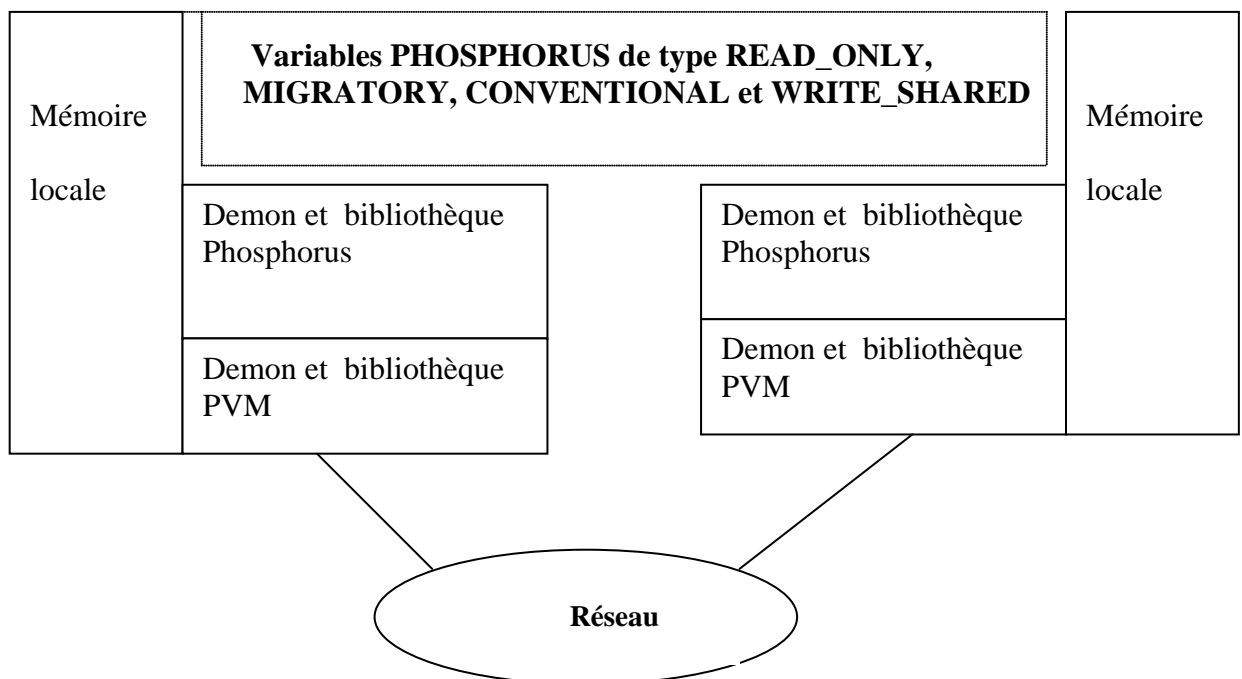 Variables PHOSPHORUS de type READ_ONLY,
MIGRATORY, CONVENTIONAL et WRITE_SHARED
Mémoire
locale
Mémoire
locale
Demon et bibliothèque
Phosphorus
Demon et bibliothèque
Phosphorus
Demon et bibliothèque
PVM
Demon et bibliothèque
PVM
Réseau